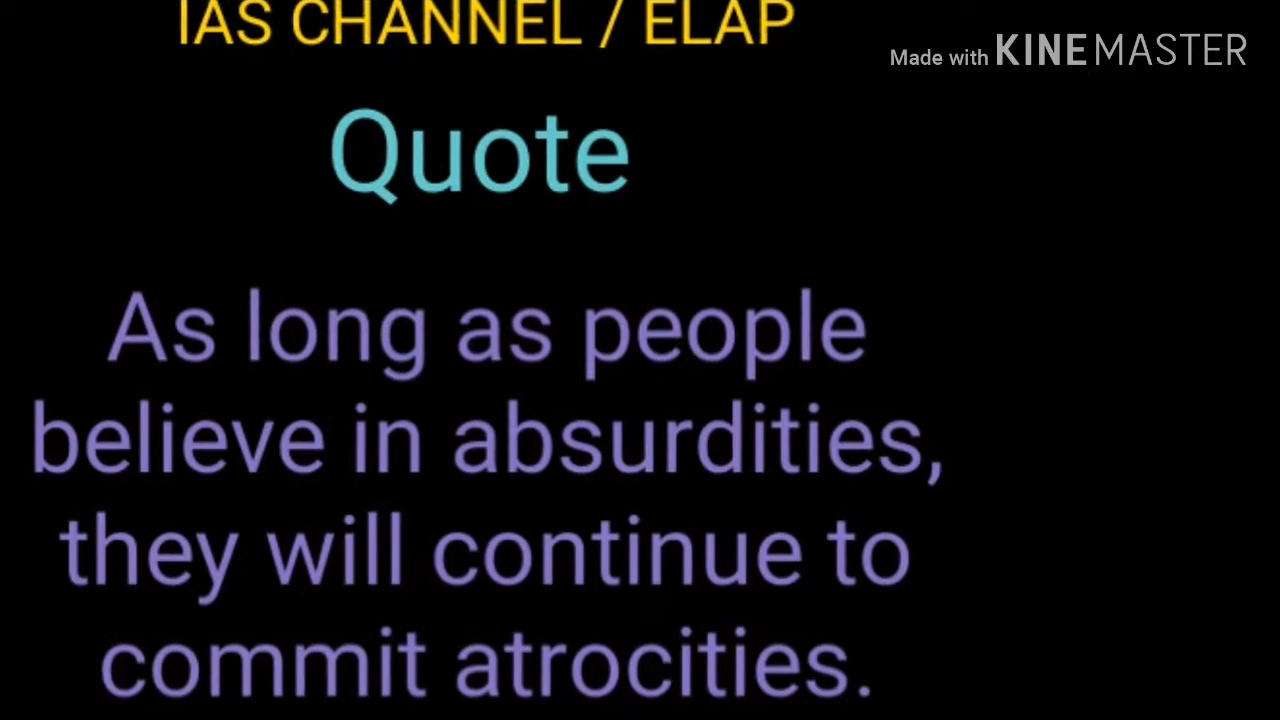 IAS CHANNEL / ELAP
Made with KINEMASTER
Quote
As long as people
believe in absurdities,
they will continue to
commit atrocities.